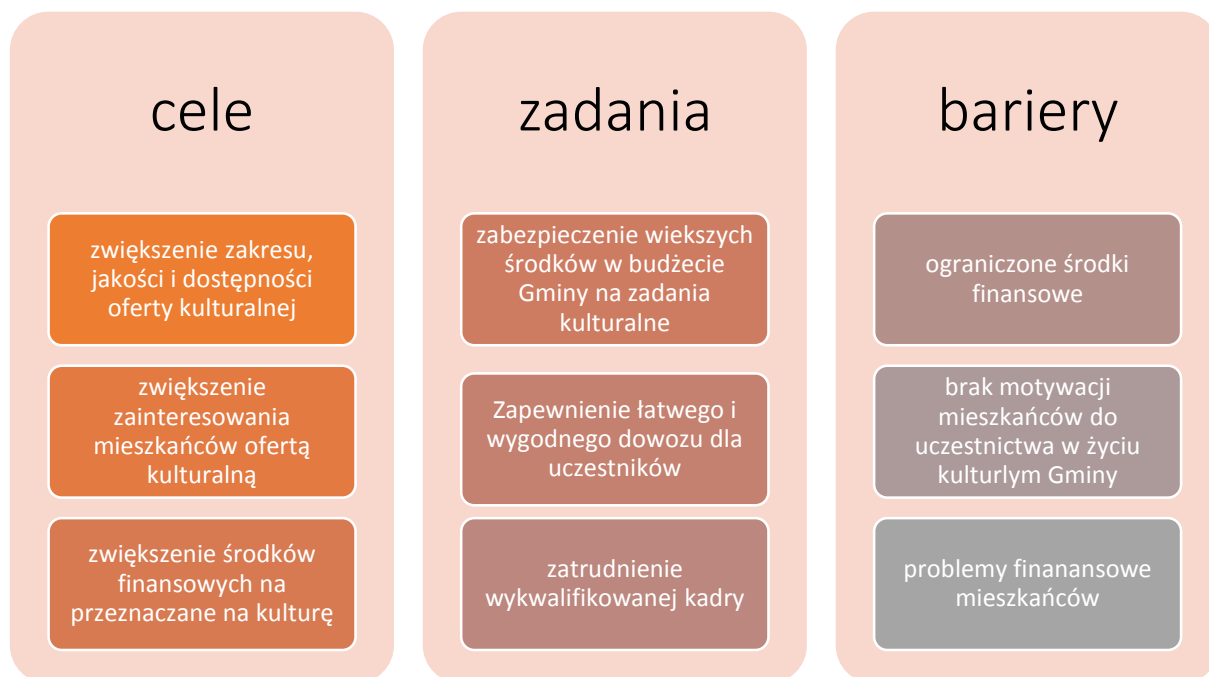 cele
zwiększenie zakresu,
jakości i dostępności
oferty kulturalnej
zwiększenie
zainteresowania
mieszkańców ofertą
kulturalną
zwiększenie środków
finansowych na
przeznaczane na kulturę
zadania
zabezpieczenie wiekszych
środków w budżecie
Gminy na zadania
kulturalne
Zapewnienie łatwego i
wygodnego dowozu dla
uczestników
zatrudnienie
wykwalifikowanej kadry
bariery
ograniczone środki
finansowe
brak motywacji
mieszkańców do
uczestnictwa w życiu
kulturlym Gminy
problemy finanansowe
mieszkańców